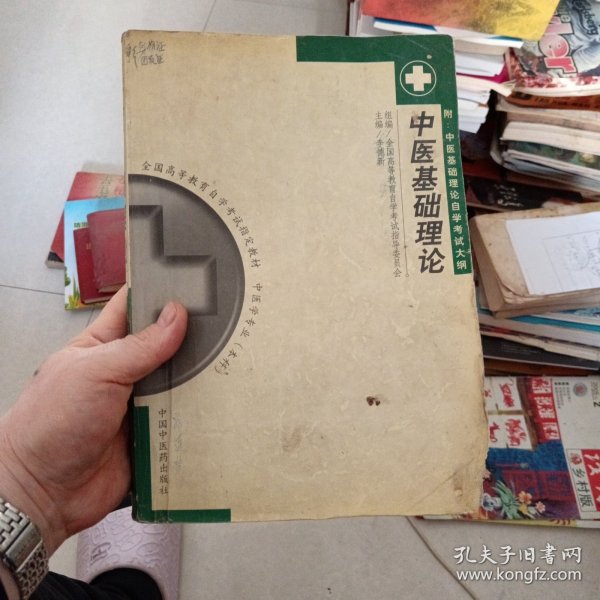 附：中医基础理论自学考试大纲
中医基础理论
组编/全国高等教育自学考试指导委员会
主编/李德新
全国高等教育自学考试指定教材 中医学专业（本科）
中国中医药出版社
乡村版
孔夫子旧书网
www.kongfz.com